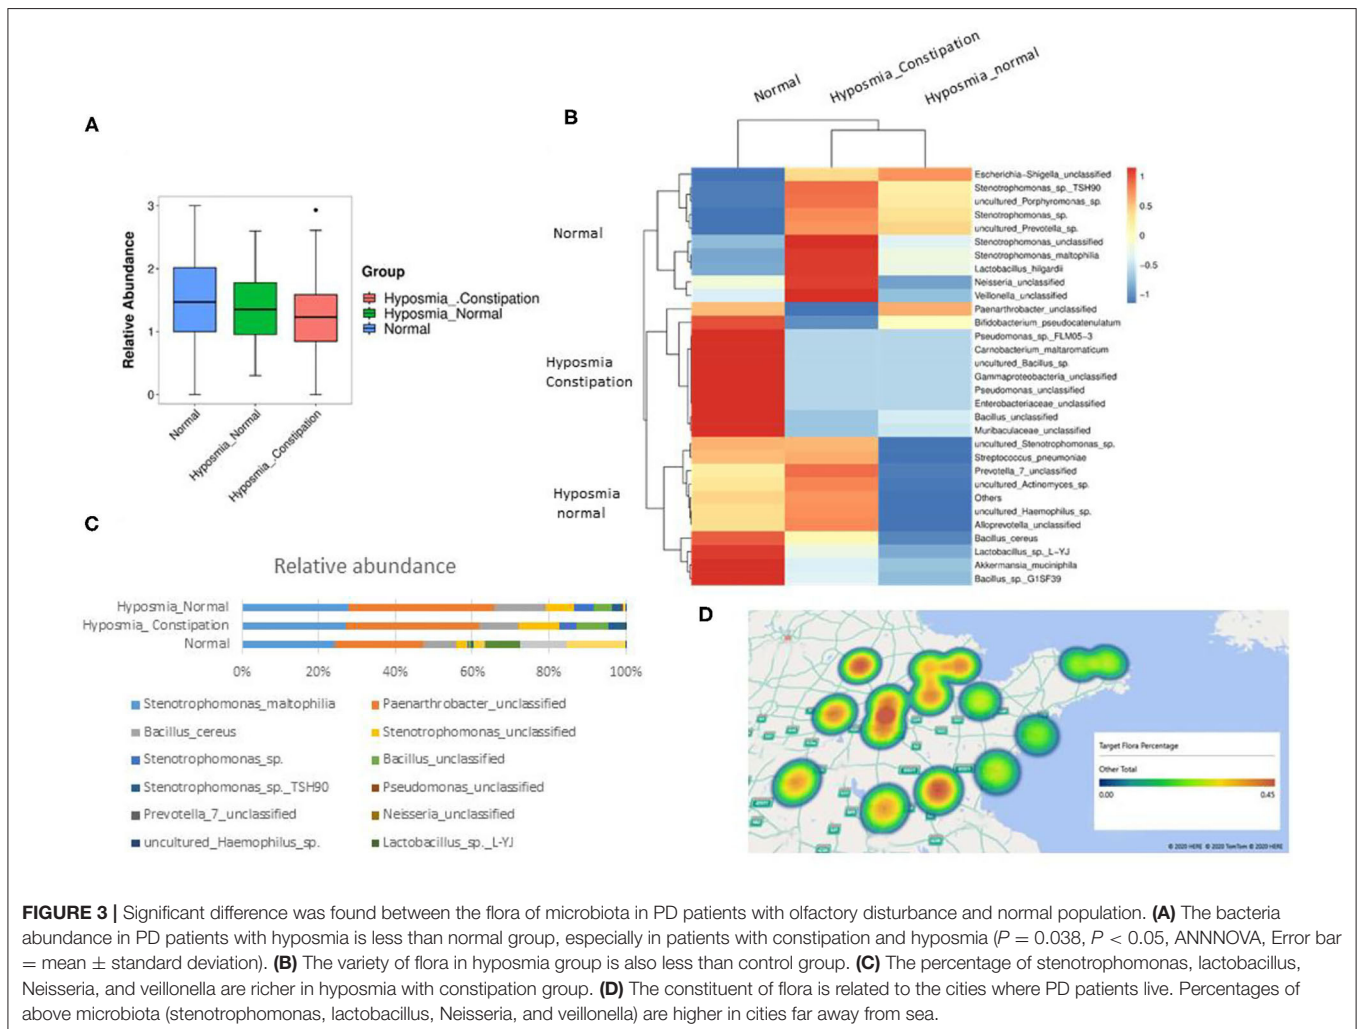 A
3
2
1
0
Relative Abundance
Normal
Hyposmia_Normal
Hyposmia_.Constipation
Group
Hyposmia_.Constipation
Hyposmia_Normal
Normal
B
Normal
Hyposmia_Constipation
Hyposmia_normal
Normal
Hyposmia
Constipation
Hyposmia
normal
Escherichia-Shigella_unclassified
Stenotrophomonas_sp._TSH90
uncultured_Porphyromonas_sp.
Stenotrophomonas_sp.
uncultured_Prevotella_sp.
Stenotrophomonas_unclassified
Stenotrophomonas_maltophilia
Lactobacillus_hilgardii
Neisseria_unclassified
Veillonella_unclassified
Paenarthrobacter_unclassified
Bifidobacterium_pseudocatenulatum
Pseudomonas_sp._FLM05-3
Carnobacterium_maltaromaticum
uncultured_Bacillus_sp.
Gammaproteobacteria_unclassified
Pseudomonas_unclassified
Enterobacteriaceae_unclassified
Bacillus_unclassified
Muribaculaceae_unclassified
uncultured_Stenotrophomonas_sp.
Streptococcus_pneumoniae
Prevotella_7_unclassified
uncultured_Actinomyces_sp.
Others
uncultured_Haemophilus_sp.
Alloprevotella_unclassified
Bacillus_cereus
Lactobacillus_sp._L-YJ
Akkermansia_muciniphila
Bacillus_sp._G1SF39
1
0.5
0
-0.5
-1
C
Relative abundance
Hyposmia_Normal
Hyposmia_ Constipation
Normal
0% 20% 40% 60% 80% 100%
Stenotrophomonas_maltophilia Paenarthrobacter_unclassified
Bacillus_cereus Stenotrophomonas_unclassified
Stenotrophomonas_sp. Bacillus_unclassified
Stenotrophomonas_sp._TSH90 Pseudomonas_unclassified
Prevotella_7_unclassified Neisseria_unclassified
uncultured_Haemophilus_sp. Lactobacillus_sp._L-YJ
D
Target Flora Percentage
Other Total
0.00 0.45
© 2020 HERE © 2020 TomTom © 2020 HERE
FIGURE 3 | Significant difference was found between the flora of microbiota in PD patients with olfactory disturbance and normal population. (A) The bacteria
abundance in PD patients with hyposmia is less than normal group, especially in patients with constipation and hyposmia (P = 0.038, P < 0.05, ANNNOVA, Error bar
= mean ± standard deviation). (B) The variety of flora in hyposmia group is also less than control group. (C) The percentage of stenotrophomonas, lactobacillus,
Neisseria, and veillonella are richer in hyposmia with constipation group. (D) The constituent of flora is related to the cities where PD patients live. Percentages of
above microbiota (stenotrophomonas, lactobacillus, Neisseria, and veillonella) are higher in cities far away from sea.